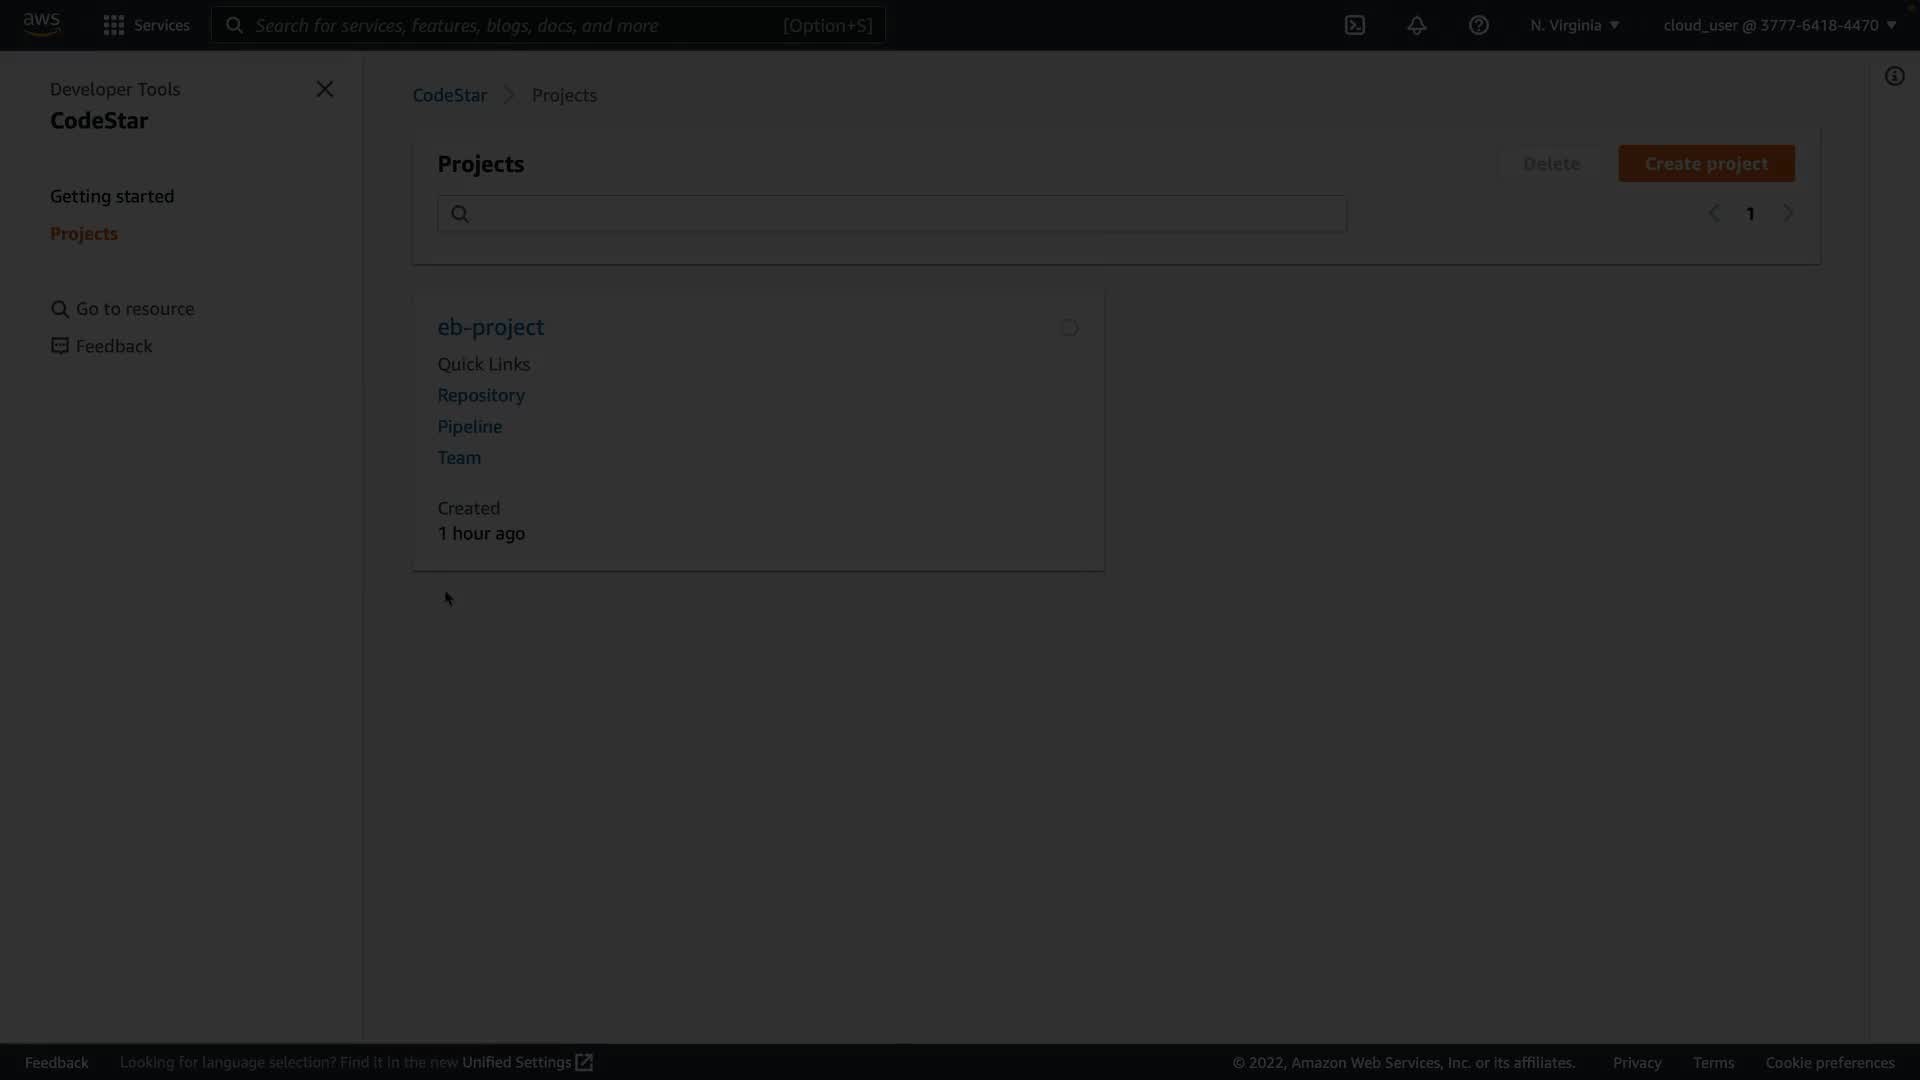 aws
Services
Search for services, features, blogs, docs, and more
[Option+S]
N. Virginia
cloud_user @ 3777-6418-4470
Developer Tools
CodeStar
Getting started
Projects
Go to resource
Feedback
CodeStar
Projects
Projects
Delete
Create project
1
eb-project
Quick Links
Repository
Pipeline
Team
Created
1 hour ago
Feedback
Looking for language selection? Find it in the new Unified Settings
© 2022, Amazon Web Services, Inc. or its affiliates.
Privacy
Terms
Cookie preferences